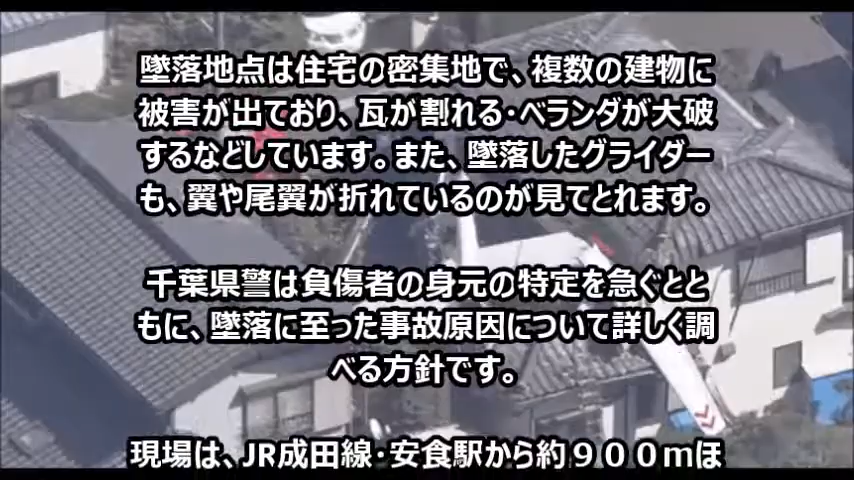 墜落地点は住宅の密集地で、複数の建物に
被害が出ており、瓦が割れる・ベランダが大破
するなどしています。また、墜落したグライダー
も、翼や尾翼が折れているのが見てとれます。
千葉県警は負傷者の身元の特定を急ぐとと
もに、墜落に至った事故原因について詳しく調
べる方針です。
現場は、JR成田線・安食駅から約９００ｍほ